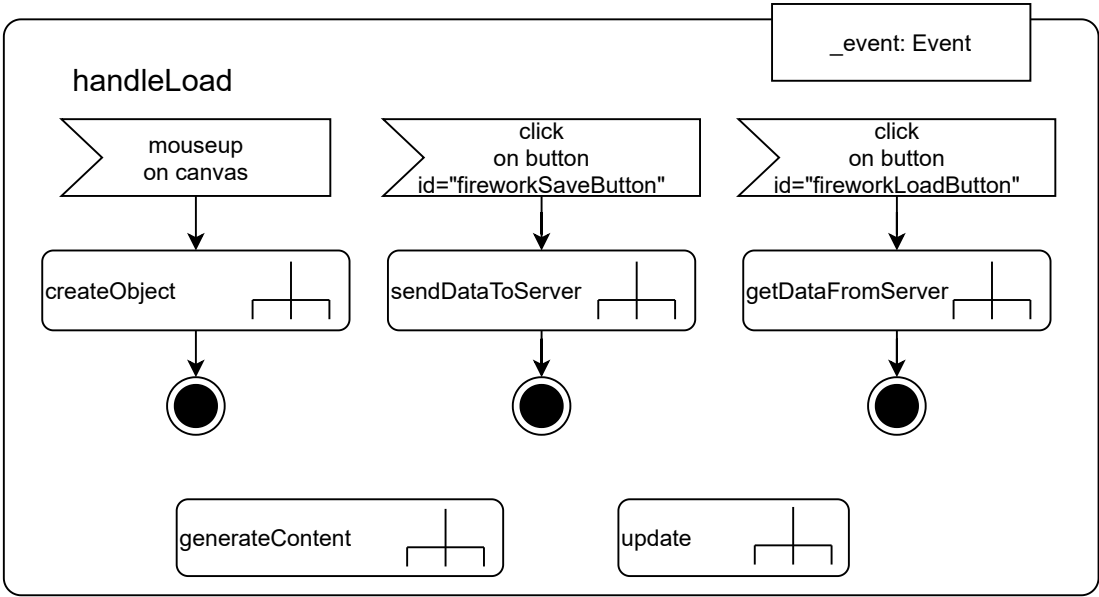 _event: Event
handleLoad
mouseup
on canvas
click
on button
id="fireworkSaveButton"
click
on button
id="fireworkLoadButton"
createObject
sendDataToServer
getDataFromServer
generateContent
update